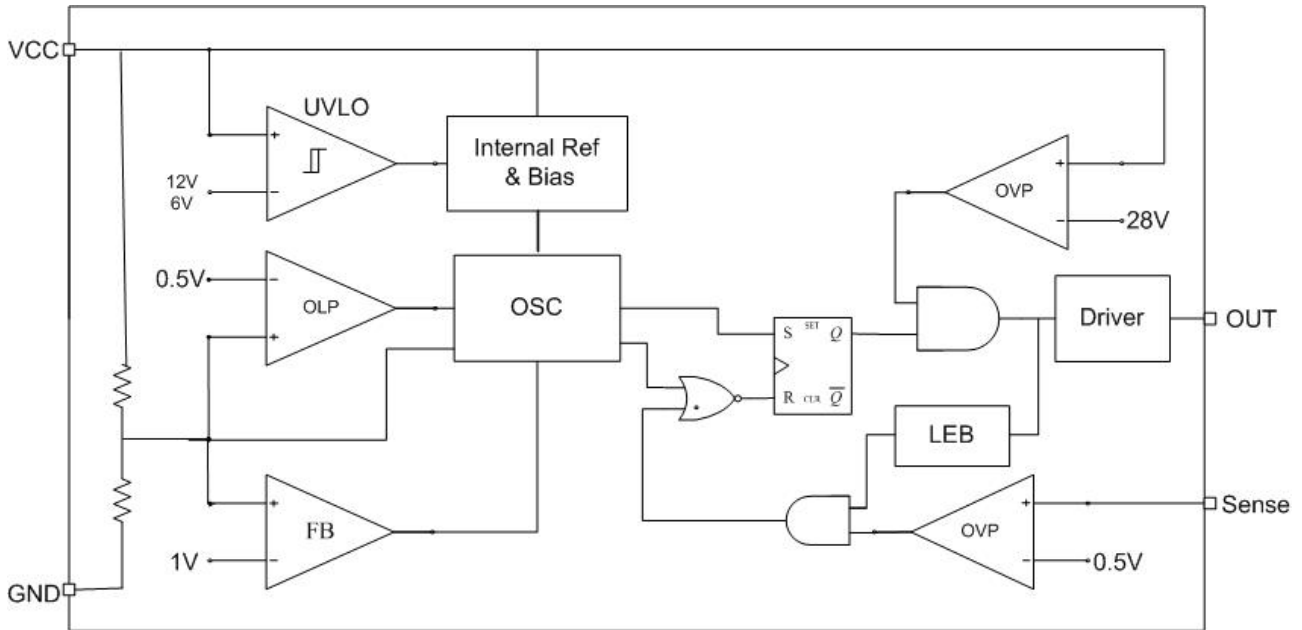 VCC
UVLO
+
12V
6V
-
Internal Ref
& Bias
+
OVP
-
28V
0.5V
-
OLP
+
OSC
S SET Q
R CLR Q̅
Driver
OUT
LEB
+
FB
1V
-
+
OVP
-
0.5V
Sense
GND